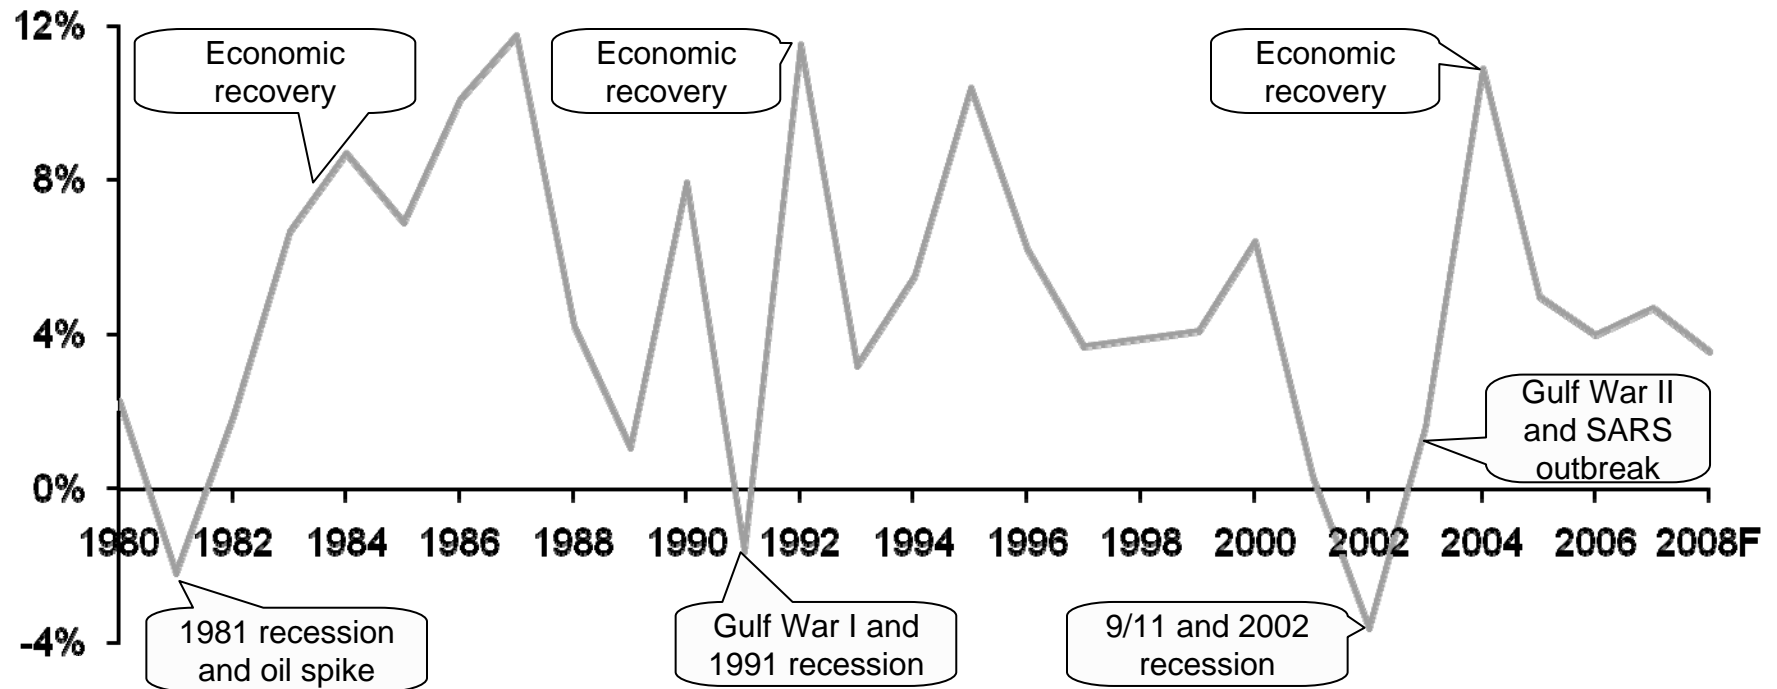 12%
Economic
recovery
Economic
recovery
Economic
recovery
8%
4%
Gulf War II
and SARS
outbreak
0%
1980 1982 1984 1986 1988 1990 1992 1994 1996 1998 2000 2002 2004 2006 2008F
-4%
1981 recession
and oil spike
Gulf War I and
1991 recession
9/11 and 2002
recession